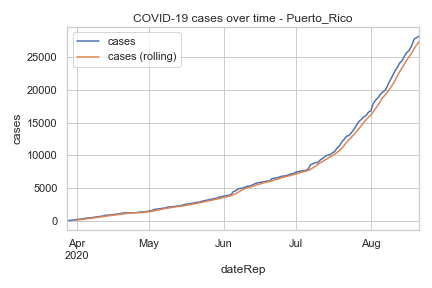 COVID-19 cases over time - Puerto_Rico
cases
cases (rolling)
25000
20000
15000
10000
5000
0
cases
Apr May Jun Jul Aug
2020
dateRep